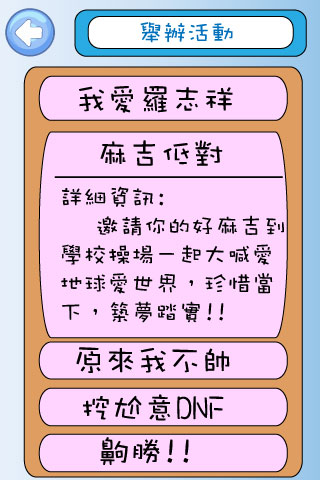 舉辦活動
我愛羅志祥
麻吉低對
詳細資訊:
邀請你的好麻吉到
學校操場一起大喊愛
地球愛世界，珍惜當
下，築夢踏實!!
原來我不帥
挖尬意DNF
齁勝!!